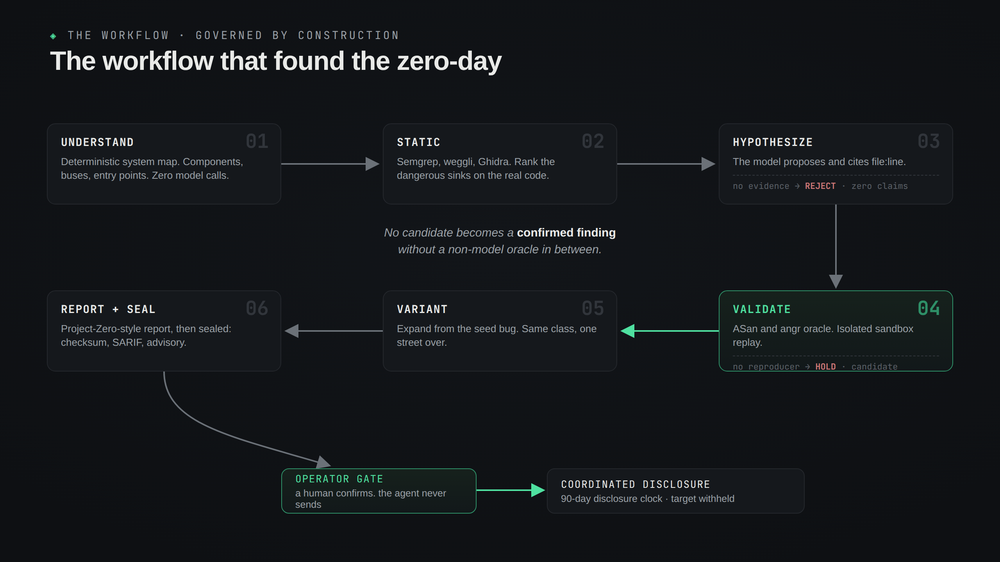 ◈ THE WORKFLOW · GOVERNED BY CONSTRUCTION
The workflow that found the zero-day
UNDERSTAND 01
Deterministic system map. Components,
buses, entry points. Zero model calls.
STATIC 02
Semgrep, weggli, Ghidra. Rank the
dangerous sinks on the real code.
HYPOTHESIZE 03
The model proposes and cites file:line.
no evidence → REJECT · zero claims
No candidate becomes a confirmed finding
without a non-model oracle in between.
VALIDATE 04
ASan and angr oracle. Isolated sandbox
replay.
no reproducer → HOLD · candidate
VARIANT 05
Expand from the seed bug. Same class, one
street over.
REPORT + SEAL 06
Project-Zero-style report, then sealed:
checksum, SARIF, advisory.
OPERATOR GATE
a human confirms. the agent never
sends
COORDINATED DISCLOSURE
90-day disclosure clock · target withheld